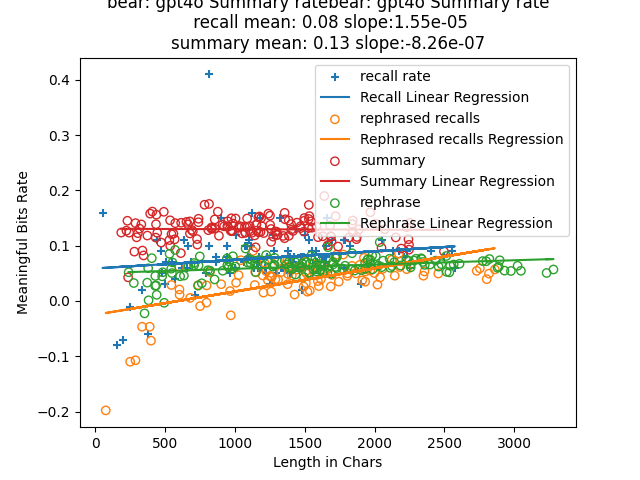 bear: gpt4o Summary ratebear: gpt4o Summary rate
recall mean: 0.08 slope:1.55e-05
summary mean: 0.13 slope:-8.26e-07
recall rate
Recall Linear Regression
rephrased recalls
Rephrased recalls Regression
summary
Summary Linear Regression
rephrase
Rephrase Linear Regression
0.4
0.3
0.2
0.1
0.0
−0.1
−0.2
Meaningful Bits Rate
0 500 1000 1500 2000 2500 3000
Length in Chars